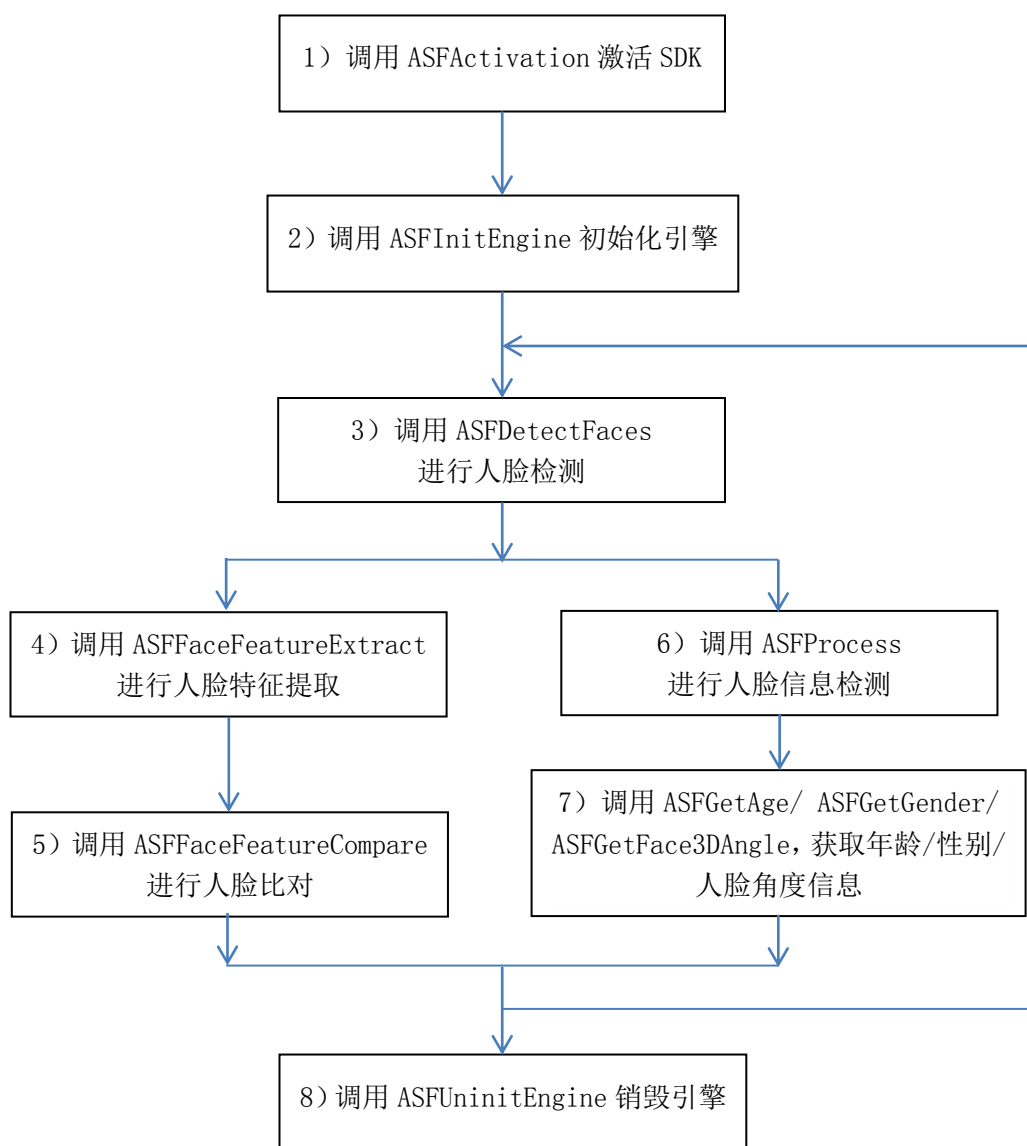 1）调用 ASFActivation 激活 SDK
2）调用 ASFInitEngine 初始化引擎
3）调用 ASFDetectFaces
进行人脸检测
4）调用 ASFFaceFeatureExtract
进行人脸特征提取
5）调用 ASFFaceFeatureCompare
进行人脸比对
6）调用 ASFProcess
进行人脸信息检测
7）调用 ASFGetAge/ ASFGetGender/
ASFGetFace3DAngle，获取年龄/性别/
人脸角度信息
8）调用 ASFUninitEngine 销毁引擎